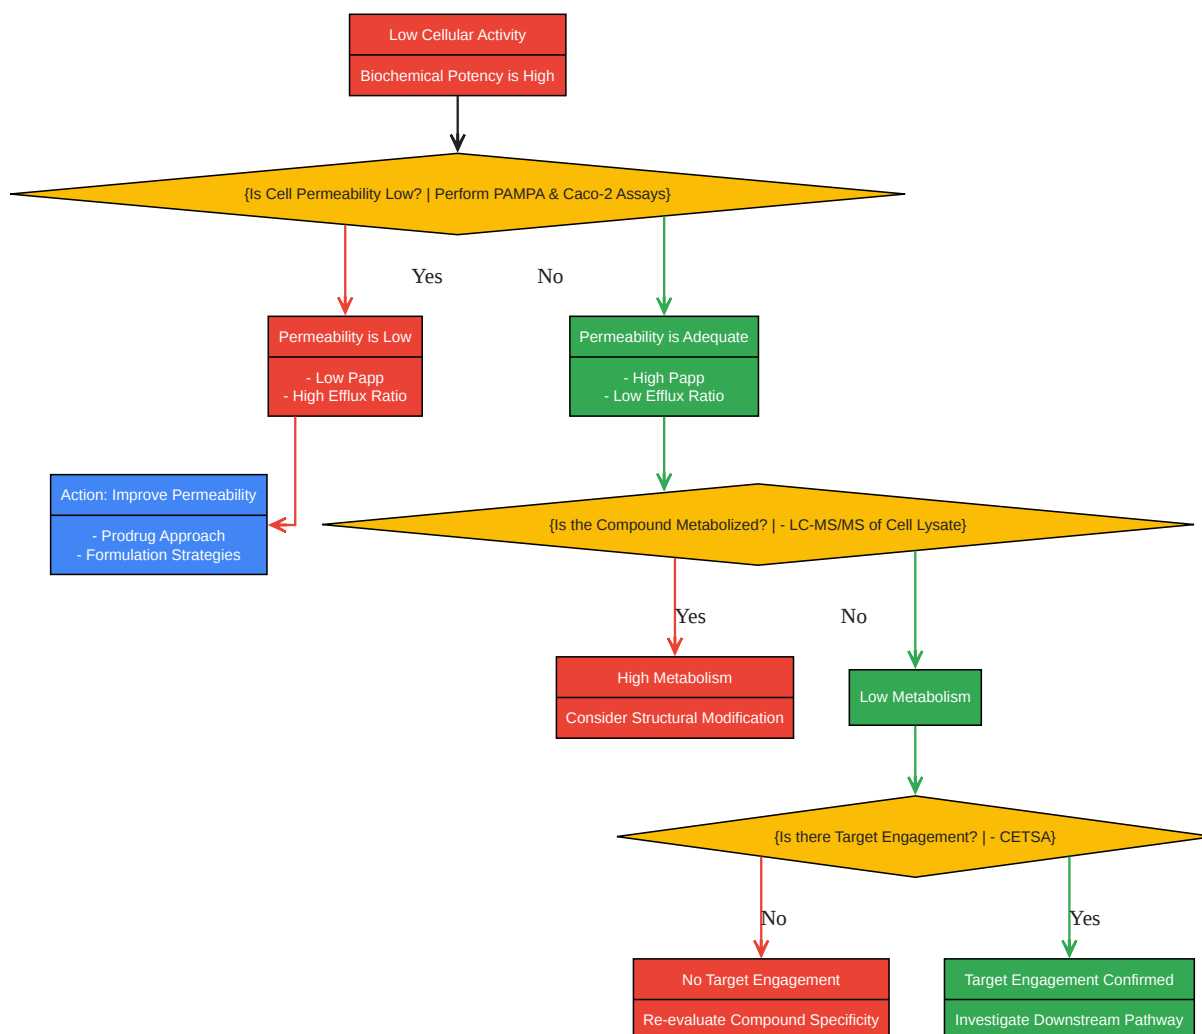 Low Cellular Activity
Biochemical Potency is High
{Is Cell Permeability Low? | Perform PAMPA & Caco-2 Assays}
Yes
No
Permeability is Low
- Low Papp
- High Efflux Ratio
Permeability is Adequate
- High Papp
- Low Efflux Ratio
Action: Improve Permeability
- Prodrug Approach
- Formulation Strategies
{Is the Compound Metabolized? | - LC-MS/MS of Cell Lysate}
Yes
No
High Metabolism
Consider Structural Modification
Low Metabolism
{Is there Target Engagement? | - CETSA}
No
Yes
No Target Engagement
Re-evaluate Compound Specificity
Target Engagement Confirmed
Investigate Downstream Pathway